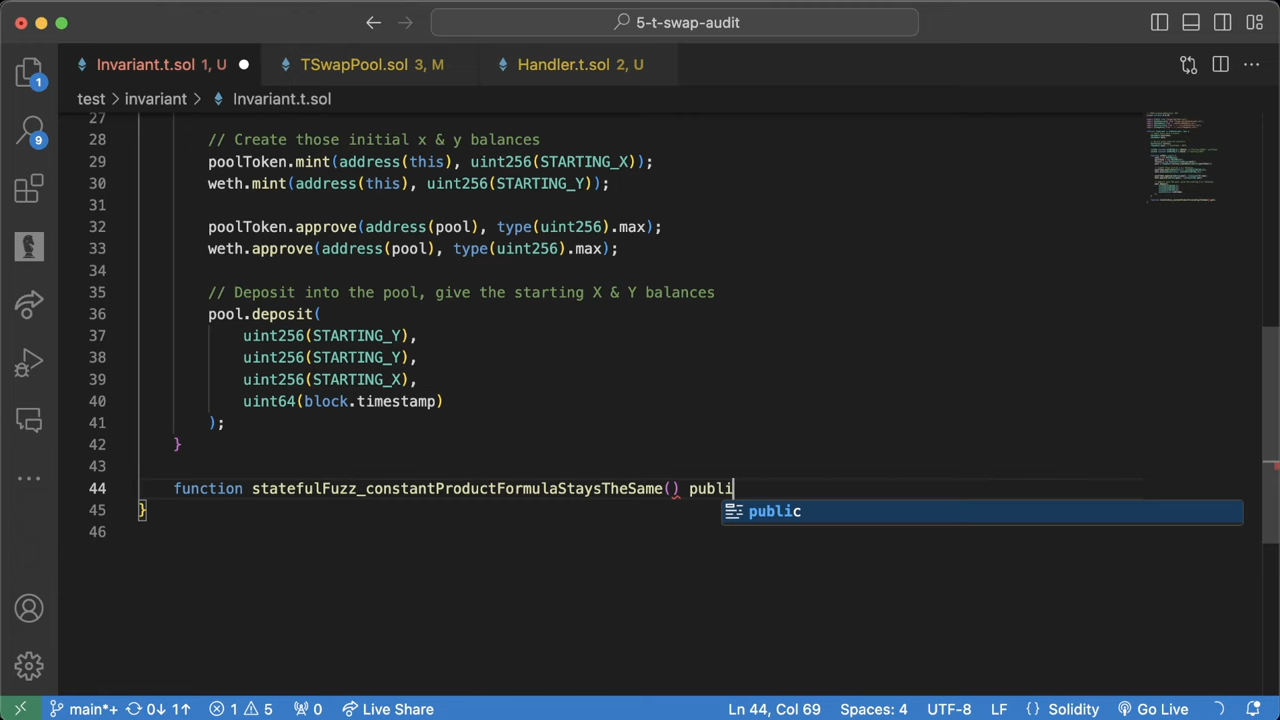 5-t-swap-audit
Invariant.t.sol 1, U
TSwapPool.sol 3, M
Handler.t.sol 2, U
test > invariant > Invariant.t.sol
1
9
27
28 // Create those initial x & y balances
29 poolToken.mint(address(this), uint256(STARTING_X));
30 weth.mint(address(this), uint256(STARTING_Y));
31
32 poolToken.approve(address(pool), type(uint256).max);
33 weth.approve(address(pool), type(uint256).max);
34
35 // Deposit into the pool, give the starting X & Y balances
36 pool.deposit(
37 uint256(STARTING_Y),
38 uint256(STARTING_Y),
39 uint256(STARTING_X),
40 uint64(block.timestamp)
41 );
42 }
43
44 function statefulFuzz_constantProductFormulaStaysTheSame() publi
public
45 }
46
main*+ 0↓ 1↑ 1 5 0 Live Share Ln 44, Col 69 Spaces: 4 UTF-8 LF {} Solidity Go Live